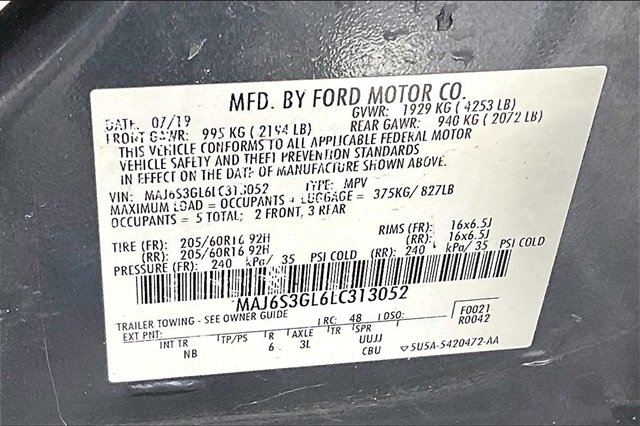 MFD. BY FORD MOTOR CO.
DATE: 07/19 GVWR: 1929 KG ( 4253 LB)
FRONT GAWR: 995 KG ( 2194 LB) REAR GAWR: 940 KG ( 2072 LB)
THIS VEHICLE CONFORMS TO ALL APPLICABLE FEDERAL MOTOR
VEHICLE SAFETY AND THEFT PREVENTION STANDARDS
IN EFFECT ON THE DATE OF MANUFACTURE SHOWN ABOVE.
VIN: MAJ6S3GL6LC313052 TYPE: MPV
MAXIMUM LOAD = OCCUPANTS + LUGGAGE = 375KG/ 827LB
OCCUPANTS = 5 TOTAL; 2 FRONT, 3 REAR
TIRE (FR): 205/60R16 92H RIMS (FR): 16x6.5J
(RR): 205/60R16 92H (RR): 16x6.5J
PRESSURE (FR): 240 kPa/ 35 PSI COLD (RR): 240 kPa/ 35 PSI COLD
MAJ6S3GL6LC313052
TRAILER TOWING - SEE OWNER GUIDE RC: 48 DSO: F0021
EXT PNT: R0042
INT TR TP/PS R AXLE TR SPR
NB 6 3L UUJJ
CBU 5U5A-5420472-AA